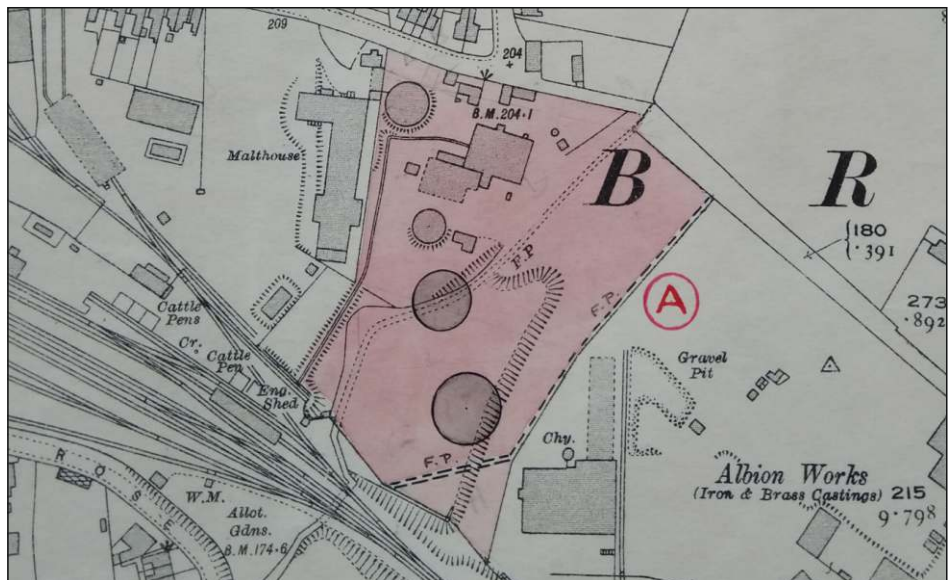 209
204
B.M.204·1
Malthouse
B
R
{180
·391
F.P.
F.P.
A
273
·892
Cattle
Pens
Cr.
Cattle
Pen
Eng.
Shed
Gravel
Pit
F.P.
Chy.
ROSE
W.M.
Allot.
Gdns.
B.M.174·6
Albion Works
(Iron & Brass Castings)
215
9·798